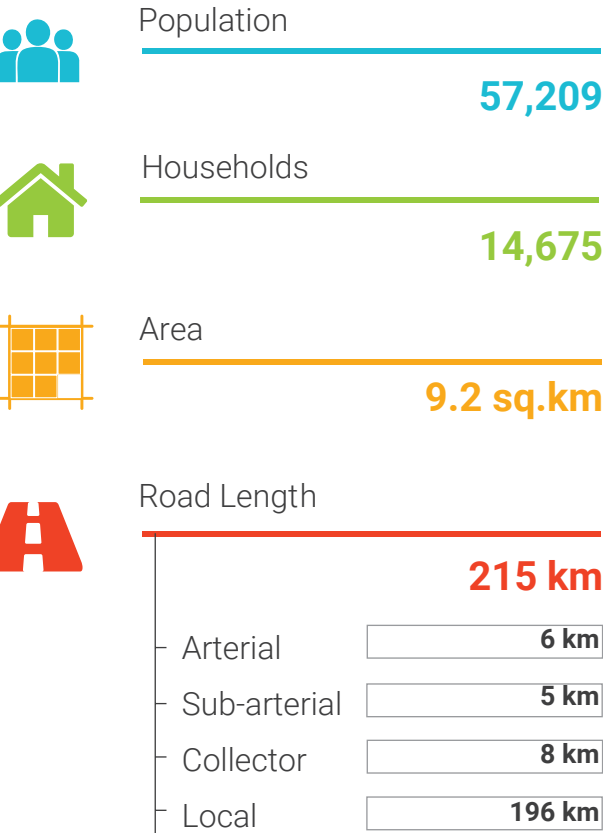 Population
57,209
Households
14,675
Area
9.2 sq.km
Road Length
215 km
Arterial 6 km
Sub-arterial 5 km
Collector 8 km
Local 196 km